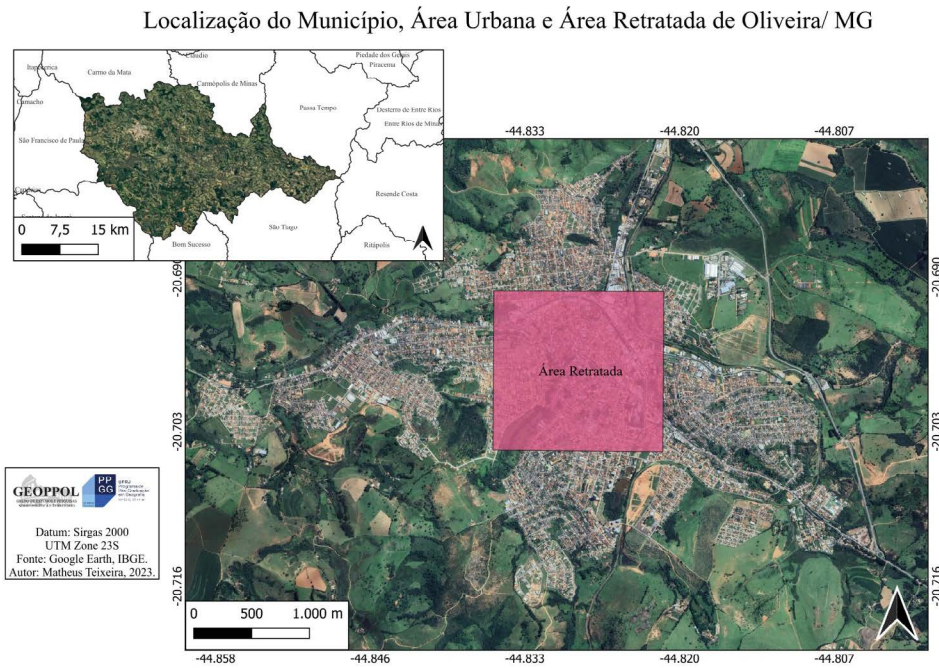 Localização do Município, Área Urbana e Área Retratada de Oliveira/ MG
Cláudio
Piedade dos Gerais
Piracema
Itapecerica
Carmo da Mata
Carmópolis de Minas
Camacho
Passa Tempo
Desterro de Entre Rios
Entre Rios de Minas
São Francisco de Paula
Resende Costa
São Tiago
Bom Sucesso
Ritápolis
0 7,5 15 km
-44.833 -44.820 -44.807
-20.690 -20.690
Área Retratada
-20.703 -20.703
GEOPPOL
PP
GG
Datum: Sirgas 2000
UTM Zone 23S
Fonte: Google Earth, IBGE.
Autor: Matheus Teixeira, 2023.
-20.716 -20.716
0 500 1.000 m
-44.858 -44.846 -44.833 -44.820 -44.807